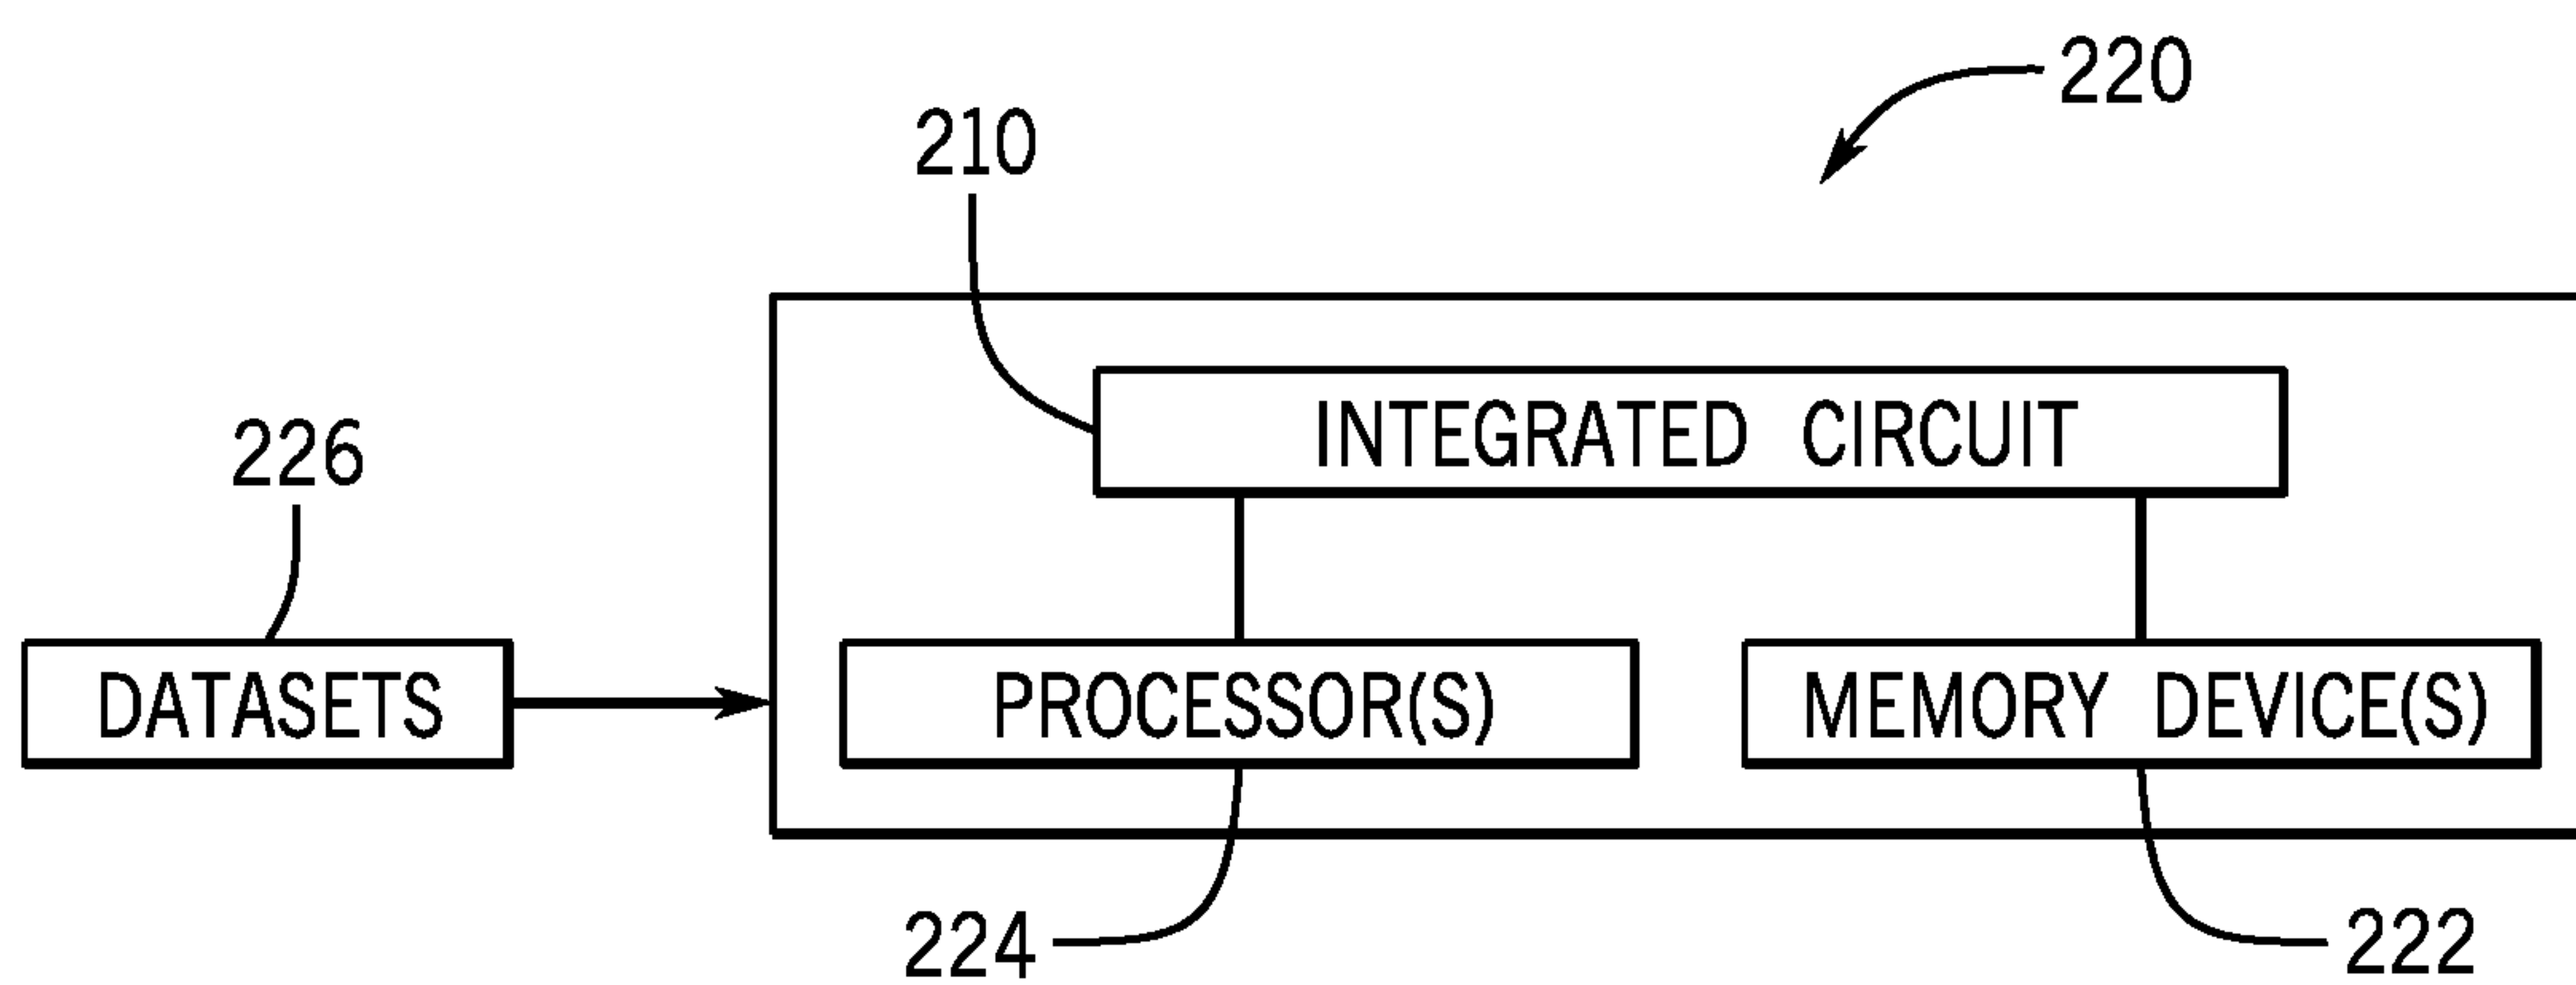 220
210
INTEGRATED CIRCUIT
226
DATASETS
PROCESSOR(S)
MEMORY DEVICE(S)
224
222